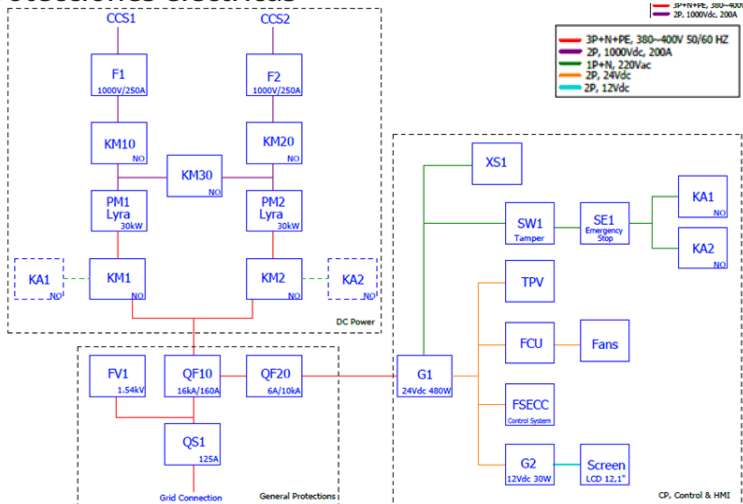 CCS1
CCS2
2P, 1000Vdc, 200A
3P+N+PE, 380~400V 50/60 HZ
2P, 1000Vdc, 200A
1P+N, 220Vac
2P, 24Vdc
2P, 12Vdc
F1
1000V/250A
F2
1000V/250A
KM10
NO
KM20
NO
KM30
NO
PM1
Lyra
30kW
PM2
Lyra
30kW
KA1
NO
KM1
NO
KM2
NO
KA2
NO
DC Power
XS1
SW1
Tamper
SE1
Emergency
Stop
KA1
NO
KA2
NO
TPV
FCU
Fans
FSECC
Control System
G1
24Vdc 480W
G2
12Vdc 30W
Screen
LCD 12,1"
CP, Control & HMI
FV1
1.54kV
QF10
16kA/160A
QF20
6A/10kA
QS1
125A
Grid Connection
General Protections